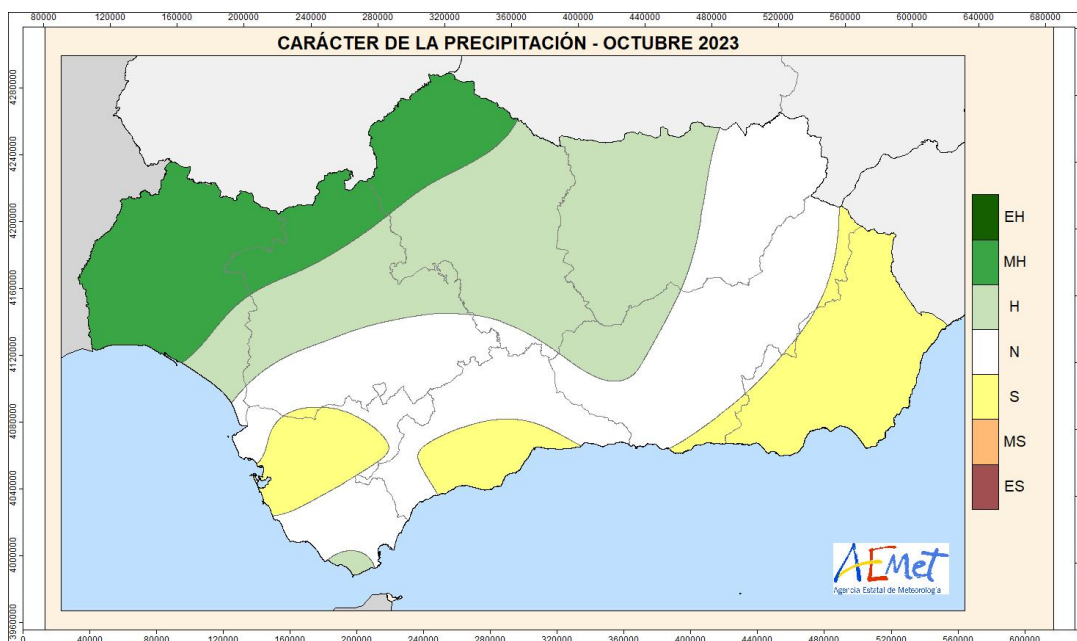 80000 120000 160000 200000 240000 280000 320000 360000 400000 440000 480000 520000 560000 600000 640000 680000
CARÁCTER DE LA PRECIPITACIÓN - OCTUBRE 2023
4280000
4240000
4200000
4160000
4120000
4080000
4040000
4000000
3960000
EH
MH
H
N
S
MS
ES
AEMet
Agencia Estatal de Meteorología
40000 80000 120000 160000 200000 240000 280000 320000 360000 400000 440000 480000 520000 560000 600000 640000